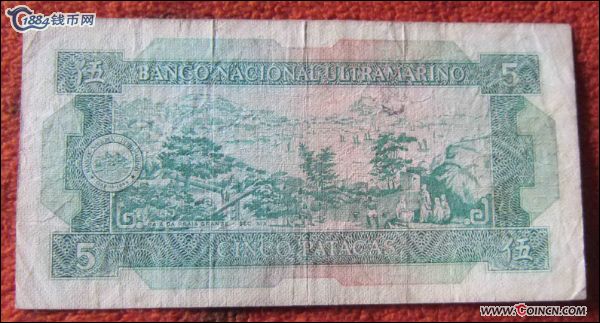 1884钱币网
伍 BANCO NACIONAL ULTRAMARINO 5
5 CINCO PATACAS 伍
www.COINCN.com